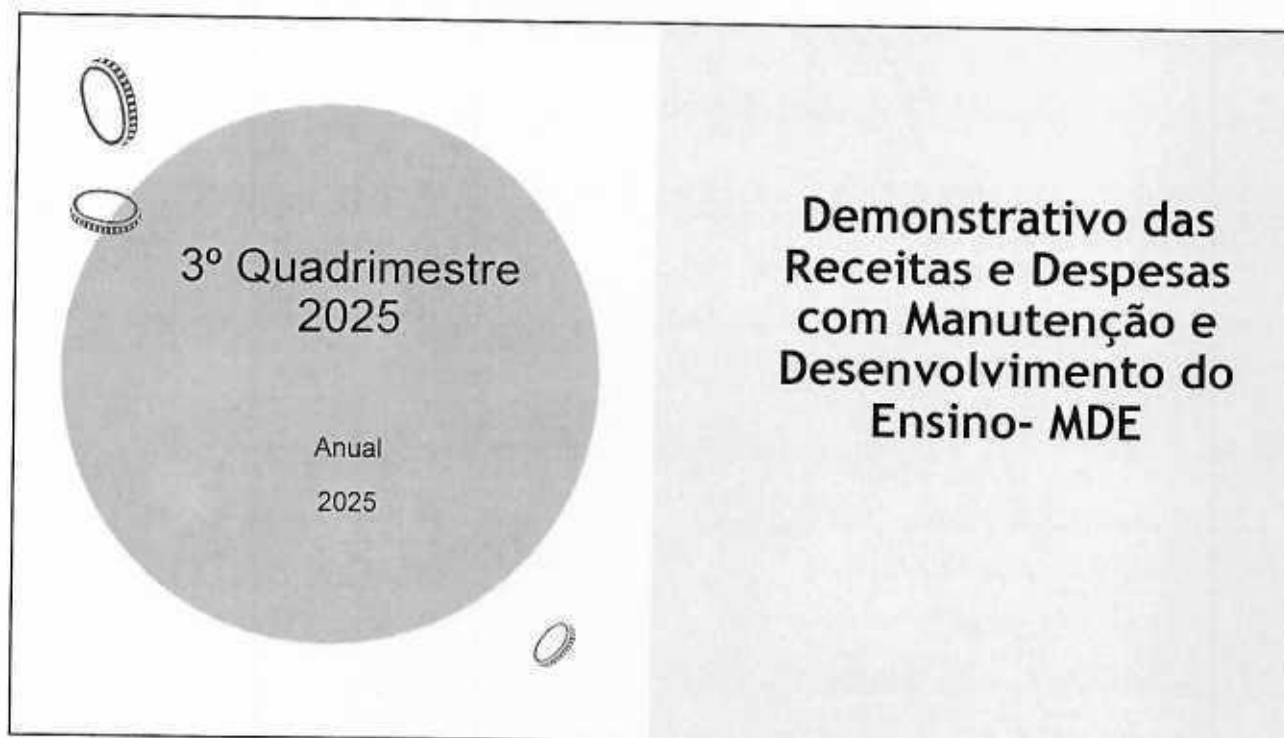 3º Quadrimestre
2025
Anual
2025
Demonstrativo das
Receitas e Despesas
com Manutenção e
Desenvolvimento do
Ensino- MDE